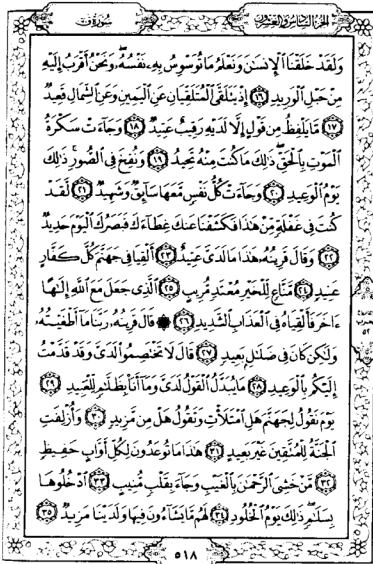 الجزء السادس والعشرون
سورة ق
وَلَقَدْ خَلَقْنَا ٱلْإِنسَـٰنَ وَنَعْلَمُ مَا تُوَسْوِسُ بِهِۦ نَفْسُهُۥ ۖ وَنَحْنُ أَقْرَبُ إِلَيْهِ
مِنْ حَبْلِ ٱلْوَرِيدِ ١٦ إِذْ يَتَلَقَّى ٱلْمُتَلَقِّيَانِ عَنِ ٱلْيَمِينِ وَعَنِ ٱلشِّمَالِ قَعِيدٌ
١٧ مَّا يَلْفِظُ مِن قَوْلٍ إِلَّا لَدَيْهِ رَقِيبٌ عَتِيدٌ ١٨ وَجَآءَتْ سَكْرَةُ
ٱلْمَوْتِ بِٱلْحَقِّ ۖ ذَٰلِكَ مَا كُنتَ مِنْهُ تَحِيدُ ١٩ وَنُفِخَ فِى ٱلصُّورِ ۚ ذَٰلِكَ
يَوْمُ ٱلْوَعِيدِ ٢٠ وَجَآءَتْ كُلُّ نَفْسٍ مَّعَهَا سَآئِقٌ وَشَهِيدٌ ٢١ لَّقَدْ
كُنتَ فِى غَفْلَةٍ مِّنْ هَـٰذَا فَكَشَفْنَا عَنكَ غِطَآءَكَ فَبَصَرُكَ ٱلْيَوْمَ حَدِيدٌ
٢٢ وَقَالَ قَرِينُهُۥ هَـٰذَا مَا لَدَىَّ عَتِيدٌ ٢٣ أَلْقِيَا فِى جَهَنَّمَ كُلَّ كَفَّارٍ
عَنِيدٍ ٢٤ مَّنَّاعٍ لِّلْخَيْرِ مُعْتَدٍ مُّرِيبٍ ٢٥ ٱلَّذِى جَعَلَ مَعَ ٱللَّهِ إِلَـٰهًا
ءَاخَرَ فَأَلْقِيَاهُ فِى ٱلْعَذَابِ ٱلشَّدِيدِ ٢٦ ۞ قَالَ قَرِينُهُۥ رَبَّنَا مَآ أَطْغَيْتُهُۥ
وَلَـٰكِن كَانَ فِى ضَلَـٰلٍۭ بَعِيدٍ ٢٧ قَالَ لَا تَخْتَصِمُوا۟ لَدَىَّ وَقَدْ قَدَّمْتُ
إِلَيْكُم بِٱلْوَعِيدِ ٢٨ مَا يُبَدَّلُ ٱلْقَوْلُ لَدَىَّ وَمَآ أَنَا۠ بِظَلَّـٰمٍ لِّلْعَبِيدِ ٢٩
يَوْمَ نَقُولُ لِجَهَنَّمَ هَلِ ٱمْتَلَأْتِ وَتَقُولُ هَلْ مِن مَّزِيدٍ ٣٠ وَأُزْلِفَتِ
ٱلْجَنَّةُ لِلْمُتَّقِينَ غَيْرَ بَعِيدٍ ٣١ هَـٰذَا مَا تُوعَدُونَ لِكُلِّ أَوَّابٍ حَفِيظٍ
٣٢ مَّنْ خَشِىَ ٱلرَّحْمَـٰنَ بِٱلْغَيْبِ وَجَآءَ بِقَلْبٍ مُّنِيبٍ ٣٣ ٱدْخُلُوهَا
بِسَلَـٰمٍ ۖ ذَٰلِكَ يَوْمُ ٱلْخُلُودِ ٣٤ لَهُم مَّا يَشَآءُونَ فِيهَا وَلَدَيْنَا مَزِيدٌ ٣٥
٥١٨